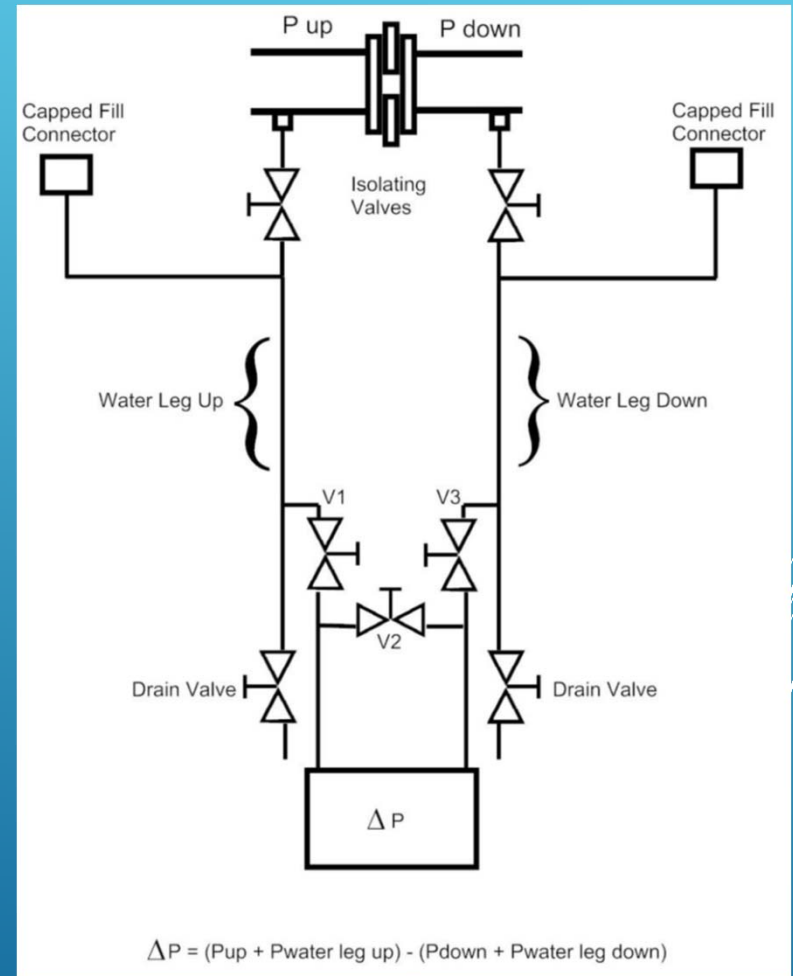 P up
P down
Capped Fill
Connector
Capped Fill
Connector
Isolating
Valves
Water Leg Up
Water Leg Down
V1
V3
V2
Drain Valve
Drain Valve
Δ P
ΔP = (Pup + Pwater leg up) - (Pdown + Pwater leg down)